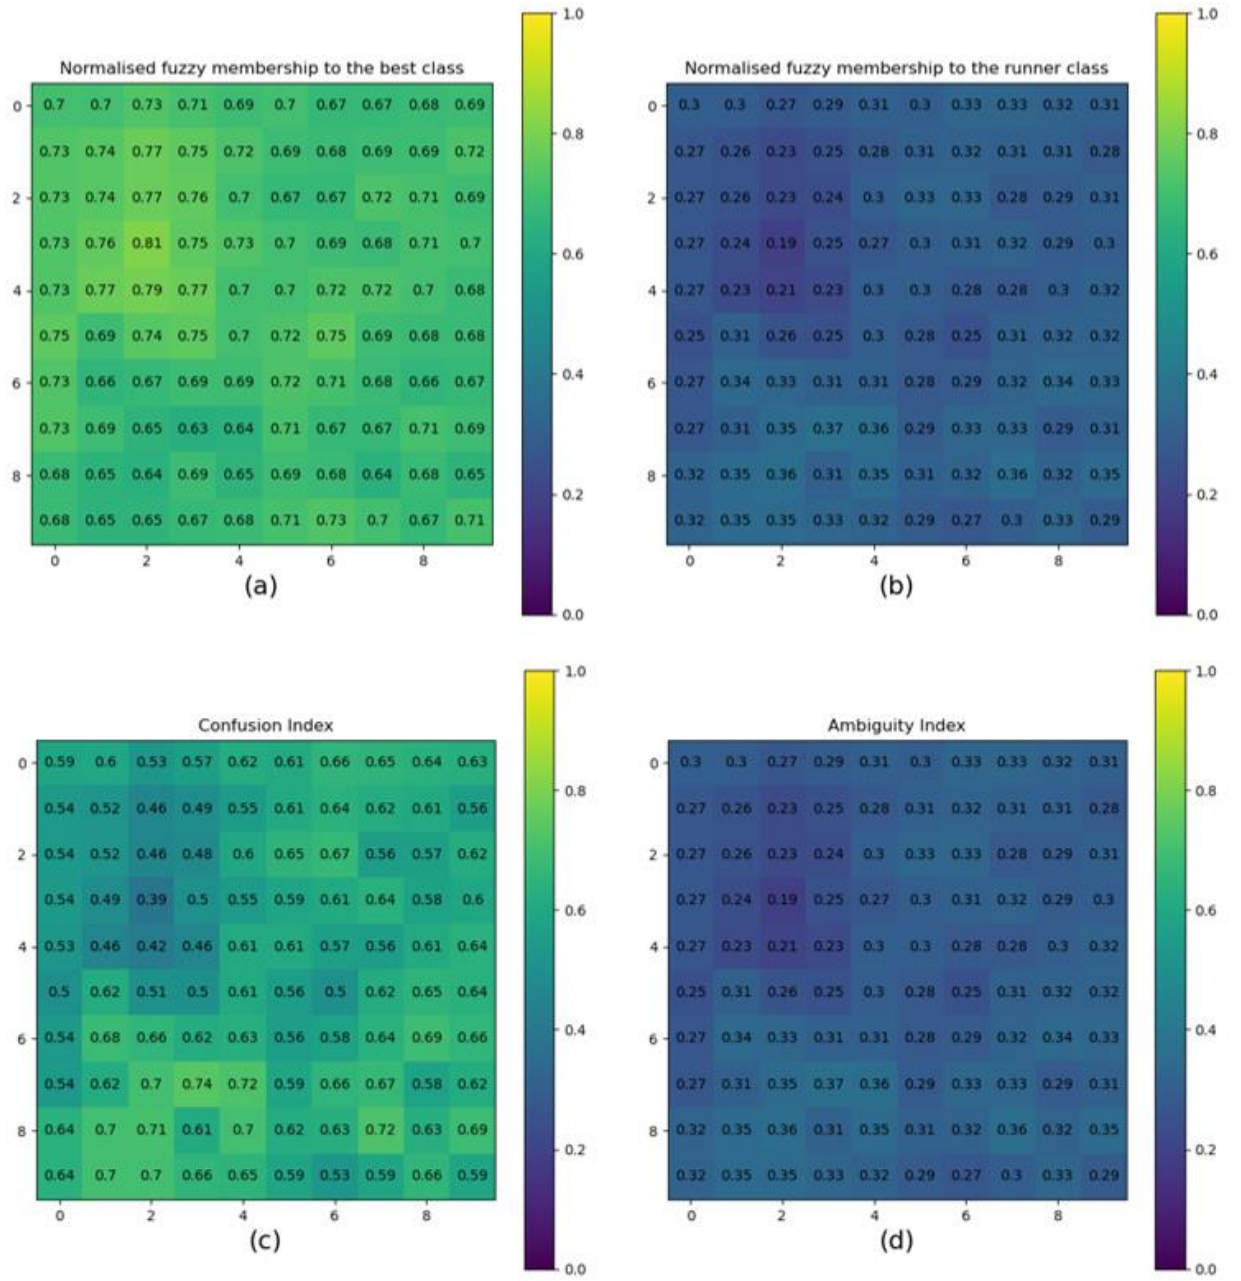 Normalised fuzzy membership to the best class
0 0.7 0.7 0.73 0.71 0.69 0.7 0.67 0.67 0.68 0.69
0.73 0.74 0.77 0.75 0.72 0.69 0.68 0.69 0.69 0.72
2 0.73 0.74 0.77 0.76 0.7 0.67 0.67 0.72 0.71 0.69
0.73 0.76 0.81 0.75 0.73 0.7 0.69 0.68 0.71 0.7
4 0.73 0.77 0.79 0.77 0.7 0.7 0.72 0.72 0.7 0.68
0.75 0.69 0.74 0.75 0.7 0.72 0.75 0.69 0.68 0.68
6 0.73 0.66 0.67 0.69 0.69 0.72 0.71 0.68 0.66 0.67
0.73 0.69 0.65 0.63 0.64 0.71 0.67 0.67 0.71 0.69
8 0.68 0.65 0.64 0.69 0.65 0.69 0.68 0.64 0.68 0.65
0.68 0.65 0.65 0.67 0.68 0.71 0.73 0.7 0.67 0.71
0 2 4 6 8
(a)
1.0
0.8
0.6
0.4
0.2
0.0
Normalised fuzzy membership to the runner class
0 0.3 0.3 0.27 0.29 0.31 0.3 0.33 0.33 0.32 0.31
0.27 0.26 0.23 0.25 0.28 0.31 0.32 0.31 0.31 0.28
2 0.27 0.26 0.23 0.24 0.3 0.33 0.33 0.28 0.29 0.31
0.27 0.24 0.19 0.25 0.27 0.3 0.31 0.32 0.29 0.3
4 0.27 0.23 0.21 0.23 0.3 0.3 0.28 0.28 0.3 0.32
0.25 0.31 0.26 0.25 0.3 0.28 0.25 0.31 0.32 0.32
6 0.27 0.34 0.33 0.31 0.31 0.28 0.29 0.32 0.34 0.33
0.27 0.31 0.35 0.37 0.36 0.29 0.33 0.33 0.29 0.31
8 0.32 0.35 0.36 0.31 0.35 0.31 0.32 0.36 0.32 0.35
0.32 0.35 0.35 0.33 0.32 0.29 0.27 0.3 0.33 0.29
0 2 4 6 8
(b)
1.0
0.8
0.6
0.4
0.2
0.0
Confusion Index
0 0.59 0.6 0.53 0.57 0.62 0.61 0.66 0.65 0.64 0.63
0.54 0.52 0.46 0.49 0.55 0.61 0.64 0.62 0.61 0.56
2 0.54 0.52 0.46 0.48 0.6 0.65 0.67 0.56 0.57 0.62
0.54 0.49 0.39 0.5 0.55 0.59 0.61 0.64 0.58 0.6
4 0.53 0.46 0.42 0.46 0.61 0.61 0.57 0.56 0.61 0.64
0.5 0.62 0.51 0.5 0.61 0.56 0.5 0.62 0.65 0.64
6 0.54 0.68 0.66 0.62 0.63 0.56 0.58 0.64 0.69 0.66
0.54 0.62 0.7 0.74 0.72 0.59 0.66 0.67 0.58 0.62
8 0.64 0.7 0.71 0.61 0.7 0.62 0.63 0.72 0.63 0.69
0.64 0.7 0.7 0.66 0.65 0.59 0.53 0.59 0.66 0.59
0 2 4 6 8
(c)
1.0
0.8
0.6
0.4
0.2
0.0
Ambiguity Index
0 0.3 0.3 0.27 0.29 0.31 0.3 0.33 0.33 0.32 0.31
0.27 0.26 0.23 0.25 0.28 0.31 0.32 0.31 0.31 0.28
2 0.27 0.26 0.23 0.24 0.3 0.33 0.33 0.28 0.29 0.31
0.27 0.24 0.19 0.25 0.27 0.3 0.31 0.32 0.29 0.3
4 0.27 0.23 0.21 0.23 0.3 0.3 0.28 0.28 0.3 0.32
0.25 0.31 0.26 0.25 0.3 0.28 0.25 0.31 0.32 0.32
6 0.27 0.34 0.33 0.31 0.31 0.28 0.29 0.32 0.34 0.33
0.27 0.31 0.35 0.37 0.36 0.29 0.33 0.33 0.29 0.31
8 0.32 0.35 0.36 0.31 0.35 0.31 0.32 0.36 0.32 0.35
0.32 0.35 0.35 0.33 0.32 0.29 0.27 0.3 0.33 0.29
0 2 4 6 8
(d)
1.0
0.8
0.6
0.4
0.2
0.0